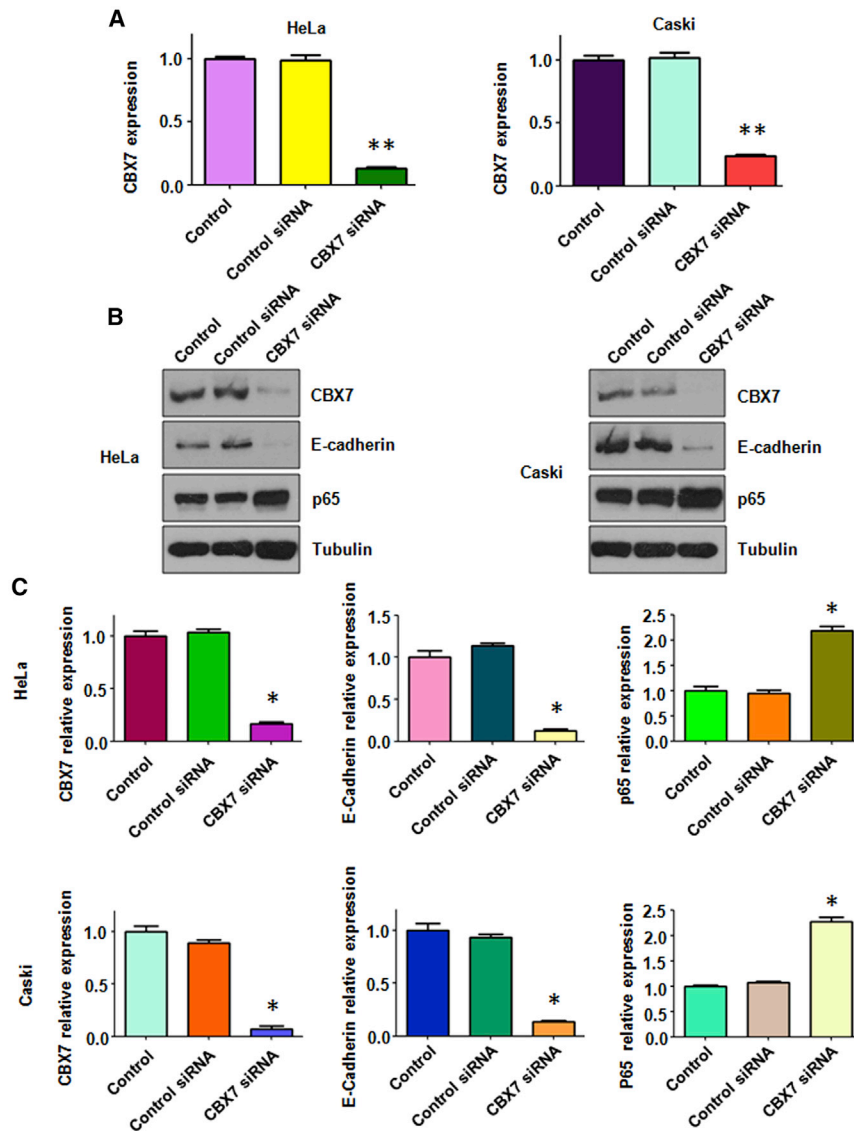 A
HeLa
CBX7 expression
1.0
0.5
0.0
**
Control
Control siRNA
CBX7 siRNA
Caski
CBX7 expression
1.0
0.5
0.0
**
Control
Control siRNA
CBX7 siRNA
B
HeLa
Control
Control siRNA
CBX7 siRNA
CBX7
E-cadherin
p65
Tubulin
Caski
Control
Control siRNA
CBX7 siRNA
CBX7
E-cadherin
p65
Tubulin
C
HeLa
CBX7 relative expression
1.0
0.5
0.0
*
Control
Control siRNA
CBX7 siRNA
E-Cadherin relative expression
1.5
1.0
0.5
0.0
*
Control
Control siRNA
CBX7 siRNA
p65 relative expression
2.5
2.0
1.5
1.0
0.5
0.0
*
Control
Control siRNA
CBX7 siRNA
Caski
CBX7 relative expression
1.0
0.5
0.0
*
Control
Control siRNA
CBX7 siRNA
E-Cadherin relative expression
1.0
0.5
0.0
*
Control
Control siRNA
CBX7 siRNA
P65 relative expression
2.5
2.0
1.5
1.0
0.5
0.0
*
Control
Control siRNA
CBX7 siRNA